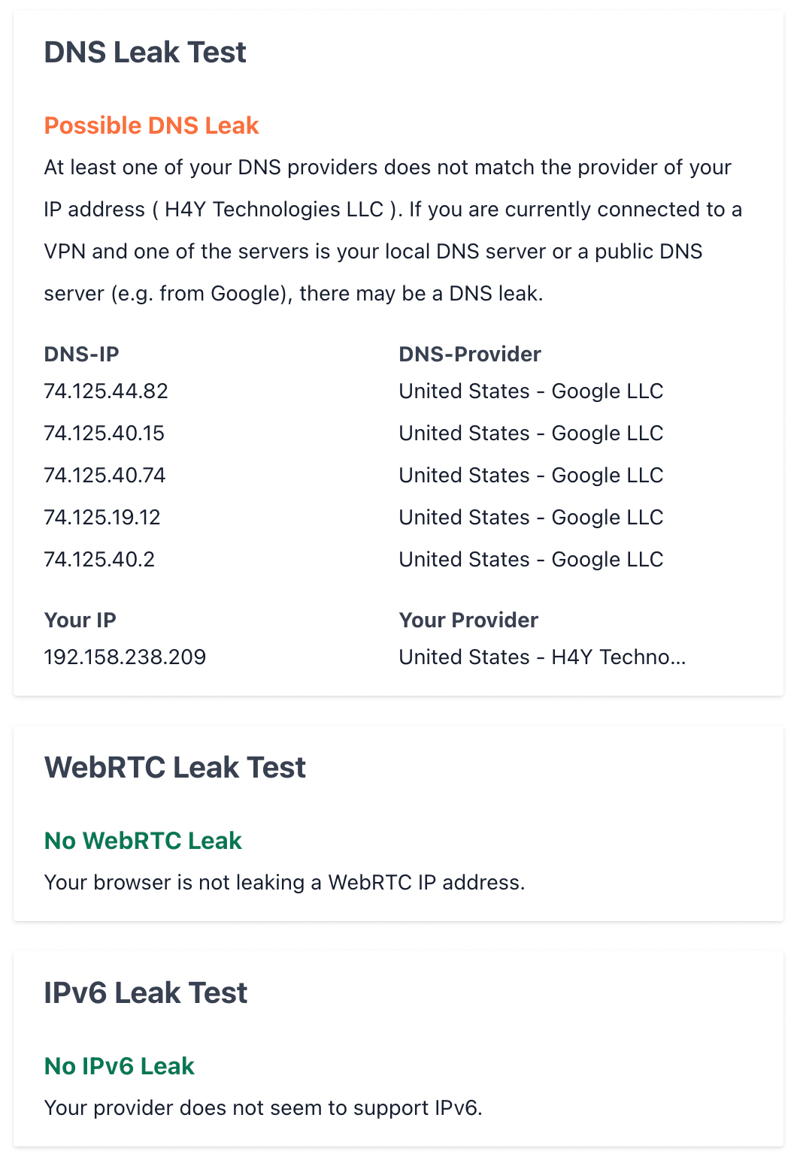 DNS Leak Test
Possible DNS Leak
At least one of your DNS providers does not match the provider of your
IP address ( H4Y Technologies LLC ). If you are currently connected to a
VPN and one of the servers is your local DNS server or a public DNS
server (e.g. from Google), there may be a DNS leak.
DNS-IP DNS-Provider
74.125.44.82 United States - Google LLC
74.125.40.15 United States - Google LLC
74.125.40.74 United States - Google LLC
74.125.19.12 United States - Google LLC
74.125.40.2 United States - Google LLC
Your IP Your Provider
192.158.238.209 United States - H4Y Techno...
WebRTC Leak Test
No WebRTC Leak
Your browser is not leaking a WebRTC IP address.
IPv6 Leak Test
No IPv6 Leak
Your provider does not seem to support IPv6.